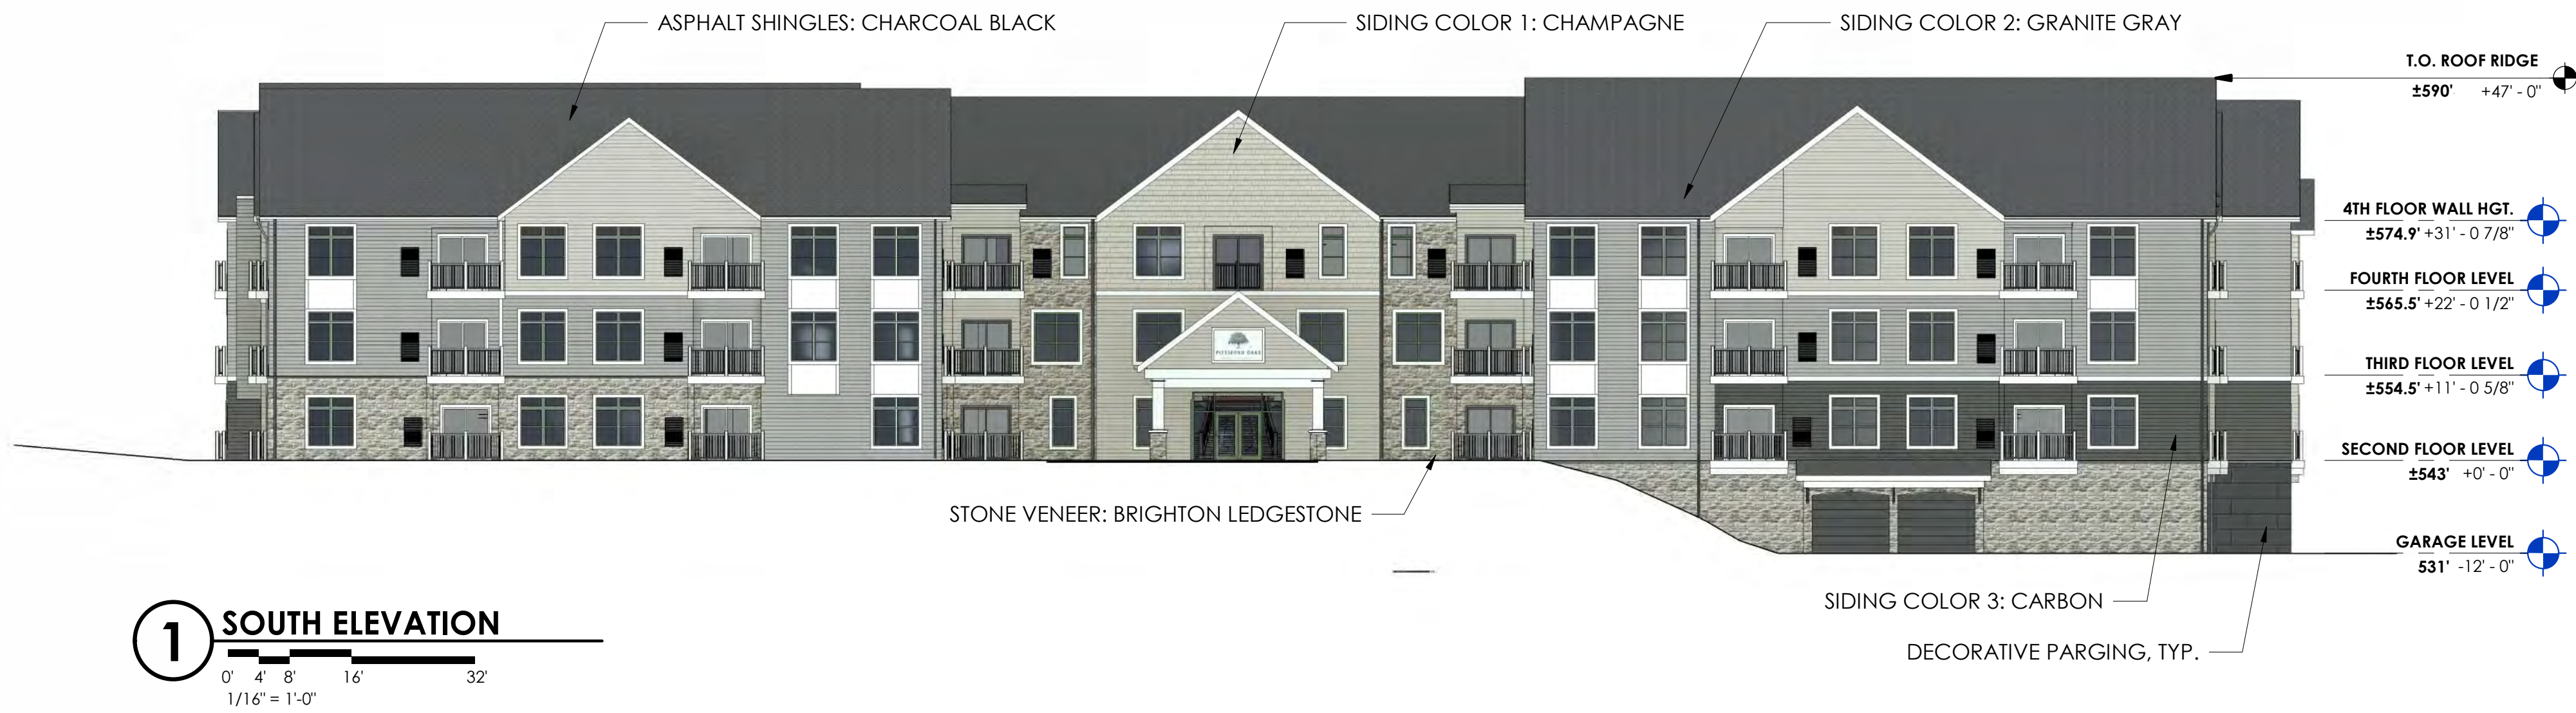 ASPHALT SHINGLES: CHARCOAL BLACK
SIDING COLOR 1: CHAMPAGNE
SIDING COLOR 2: GRANITE GRAY
T.O. ROOF RIDGE
±590' +47' - 0"
4TH FLOOR WALL HGT.
±574.9' +31' - 0 7/8"
FOURTH FLOOR LEVEL
±565.5' +22' - 0 1/2"
THIRD FLOOR LEVEL
±554.5' +11' - 0 5/8"
SECOND FLOOR LEVEL
±543' +0' - 0"
GARAGE LEVEL
531' -12' - 0"
PITTSFORD OAKS
STONE VENEER: BRIGHTON LEDGESTONE
SIDING COLOR 3: CARBON
DECORATIVE PARGING, TYP.
1 SOUTH ELEVATION
0' 4' 8' 16' 32'
1/16" = 1'-0"